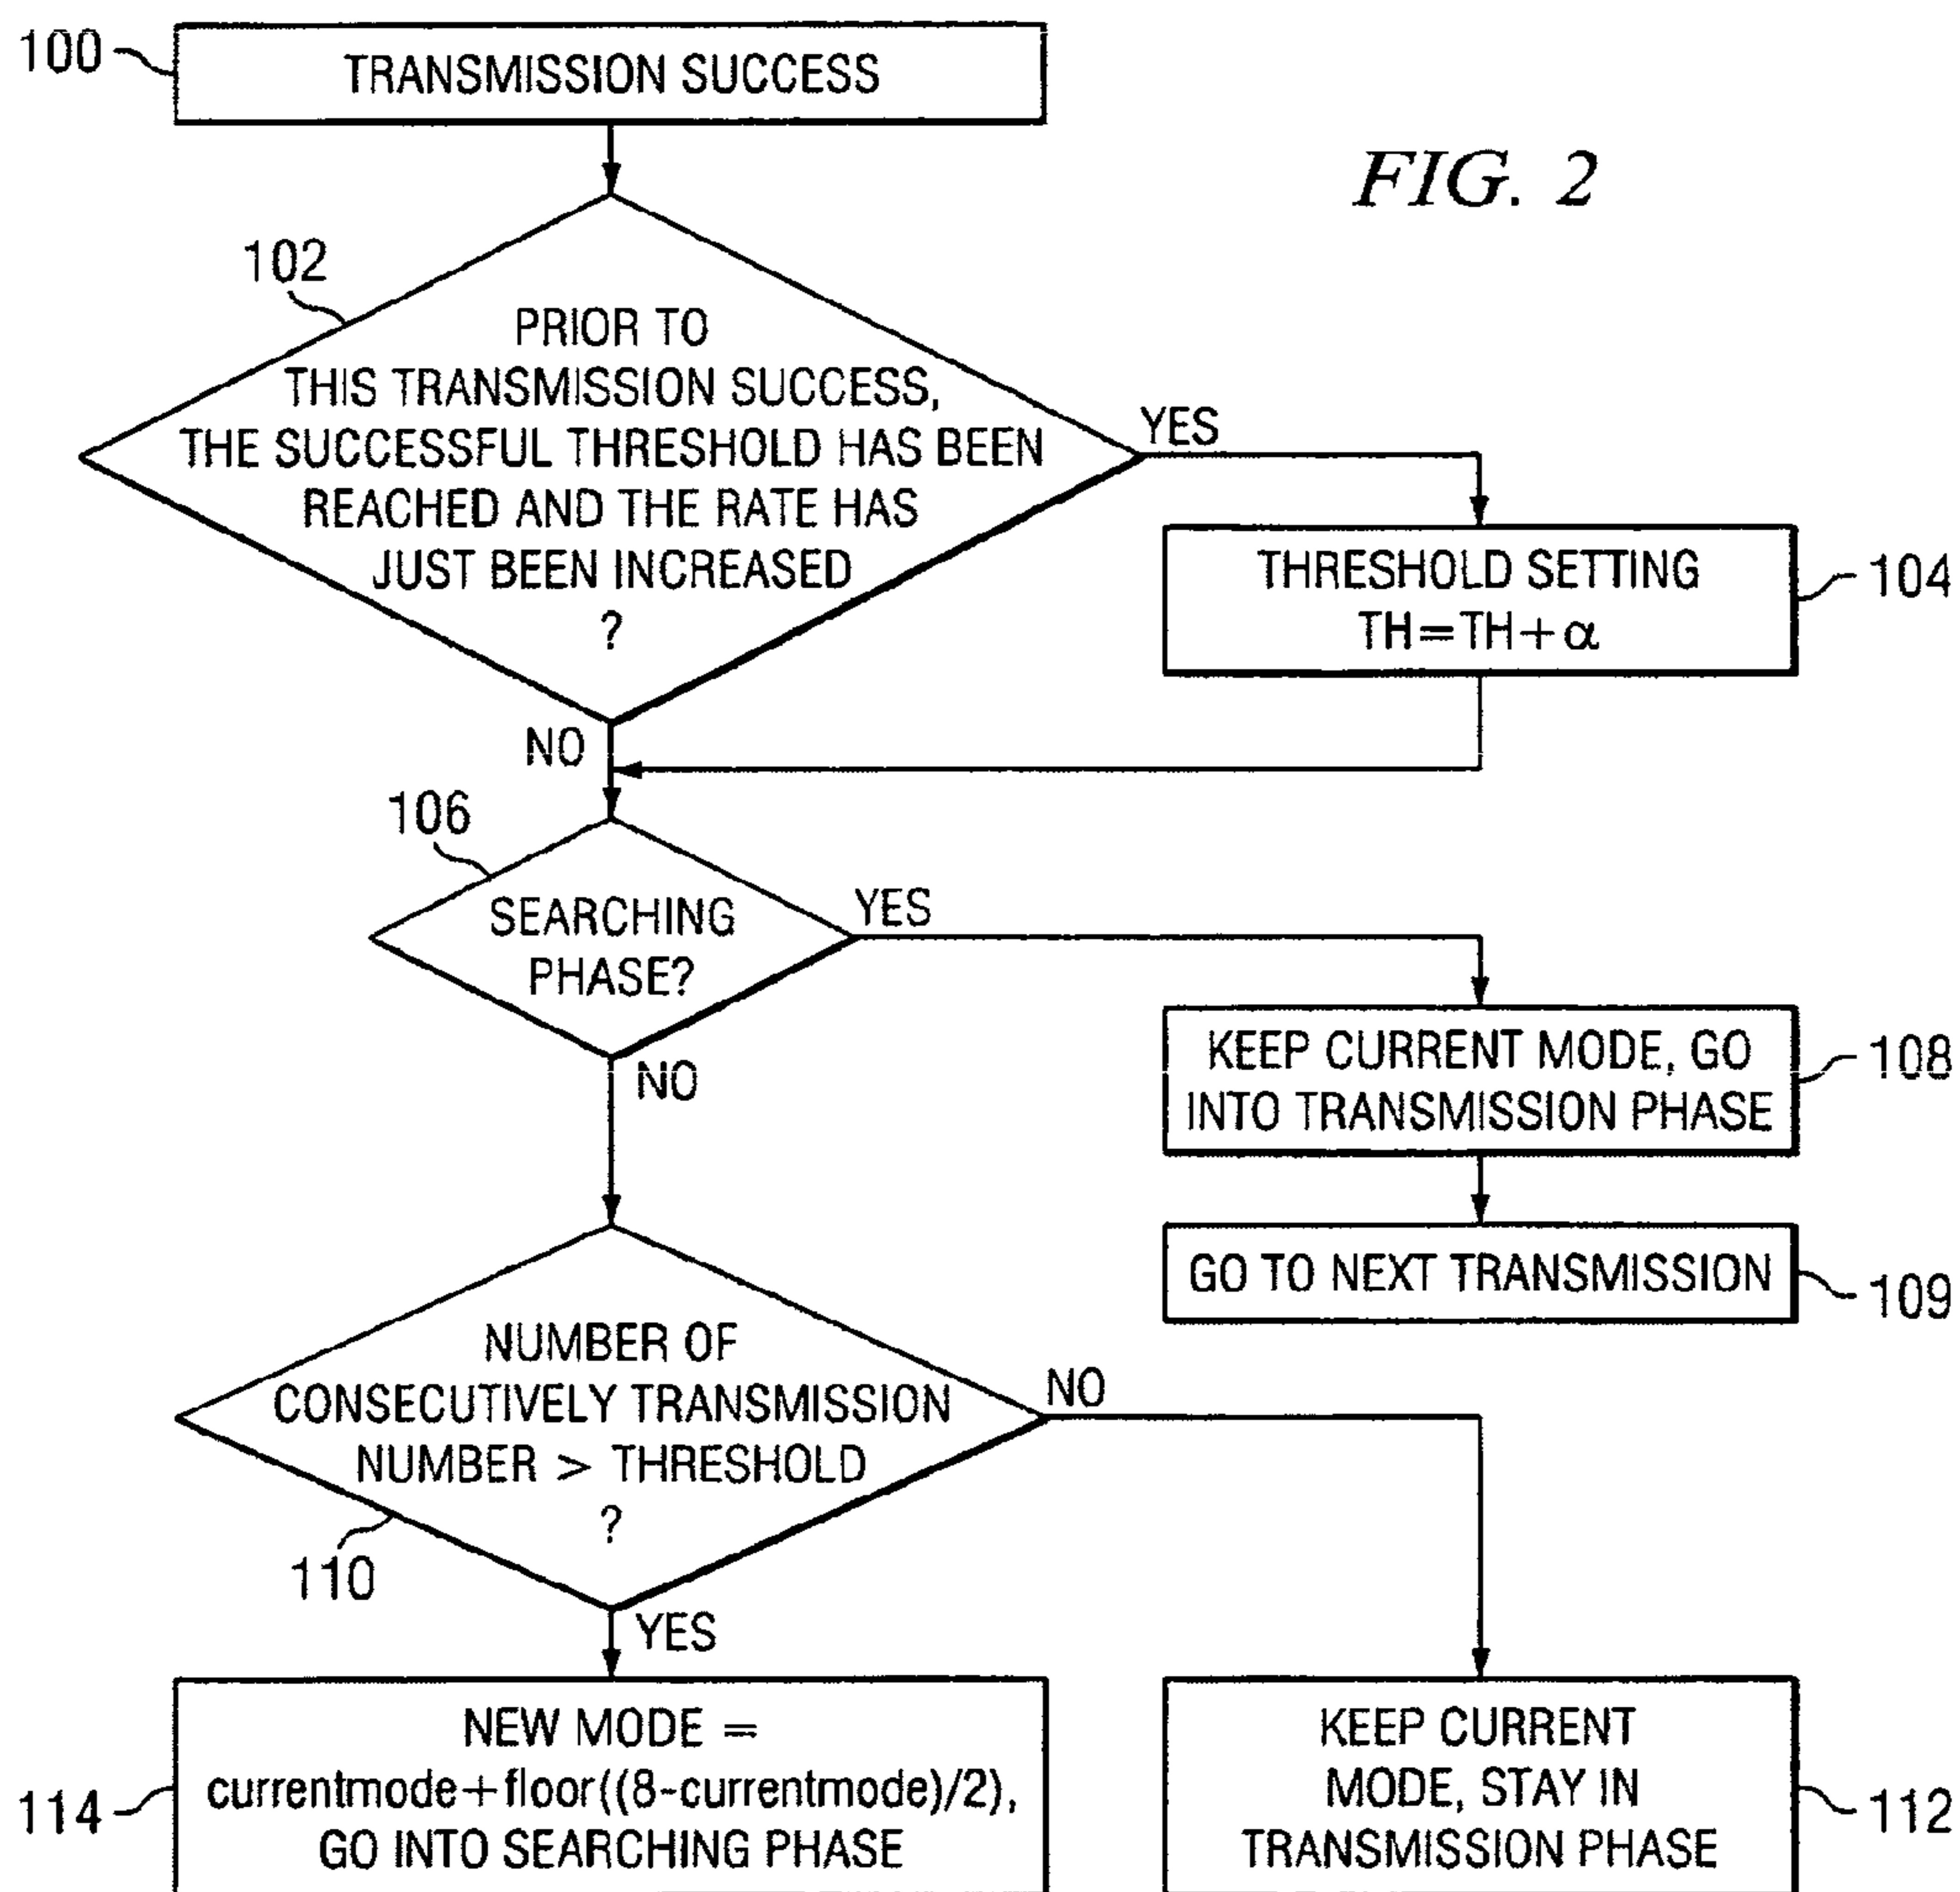 100
TRANSMISSION SUCCESS
FIG. 2
102
PRIOR TO
THIS TRANSMISSION SUCCESS,
THE SUCCESSFUL THRESHOLD HAS BEEN
REACHED AND THE RATE HAS
JUST BEEN INCREASED
?
YES
THRESHOLD SETTING
TH=TH+α
104
NO
106
SEARCHING
PHASE?
YES
KEEP CURRENT MODE, GO
INTO TRANSMISSION PHASE
108
NO
GO TO NEXT TRANSMISSION
109
NUMBER OF
CONSECUTIVELY TRANSMISSION
NUMBER > THRESHOLD
?
NO
110
YES
NEW MODE =
currentmode+floor((8-currentmode)/2),
GO INTO SEARCHING PHASE
114
KEEP CURRENT
MODE, STAY IN
TRANSMISSION PHASE
112